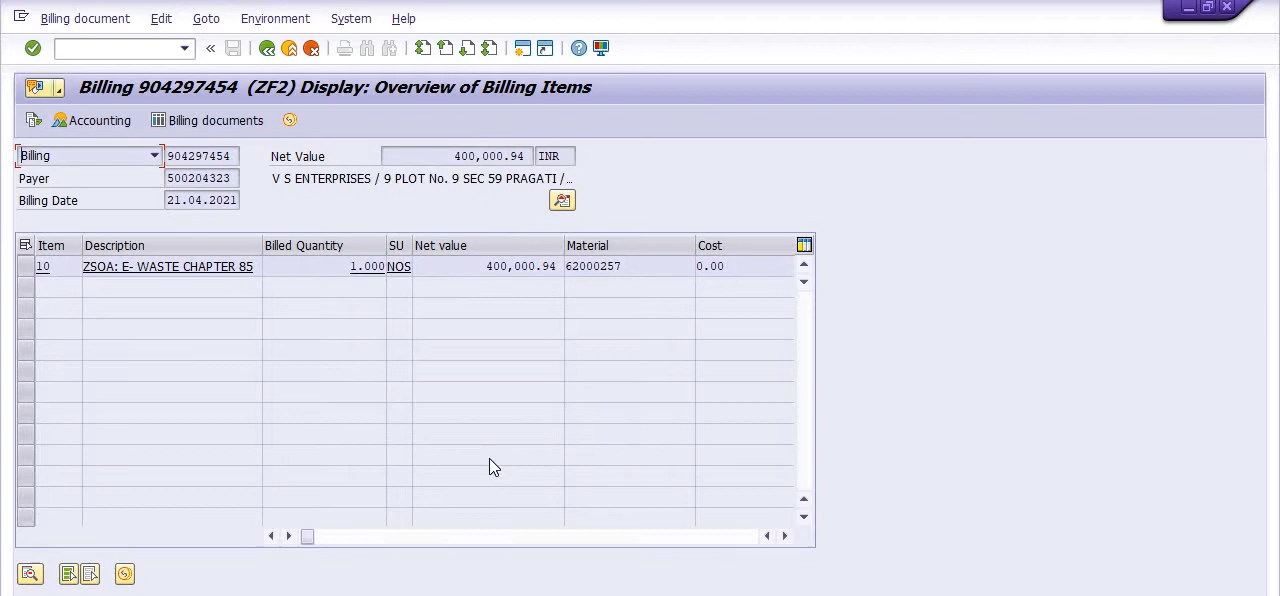 Billing document Edit Goto Environment System Help
Billing 904297454 (ZF2) Display: Overview of Billing Items
Accounting Billing documents
Billing 904297454 Net Value 400,000.94 INR
Payer 500204323 V S ENTERPRISES / 9 PLOT No. 9 SEC 59 PRAGATI /…
Billing Date 21.04.2021
Item Description Billed Quantity SU Net value Material Cost
10 ZSOA: E- WASTE CHAPTER 85 1.000 NOS 400,000.94 62000257 0.00